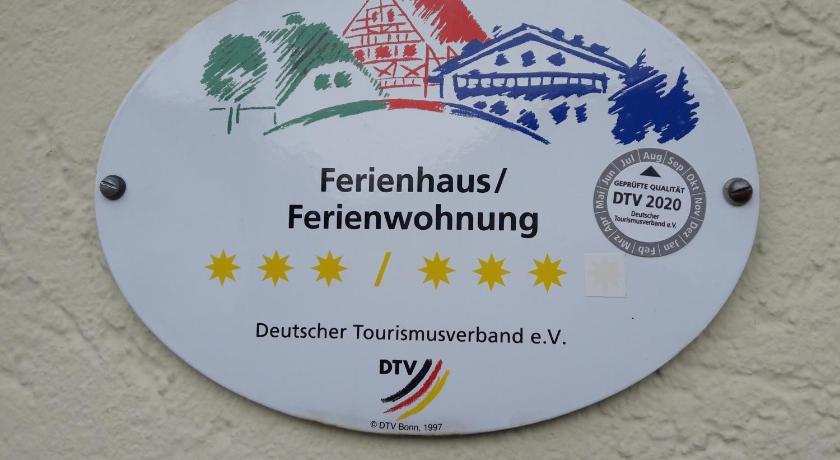 Ferienhaus/
Ferienwohnung
Jan Feb Mrz Apr Mai Jun Jul Aug Sep Okt Nov Dez
GEPRÜFTE QUALITÄT
DTV 2020
Deutscher
Tourismusverband e.V.
/
Deutscher Tourismusverband e.V.
DTV
© DTV Bonn, 1997